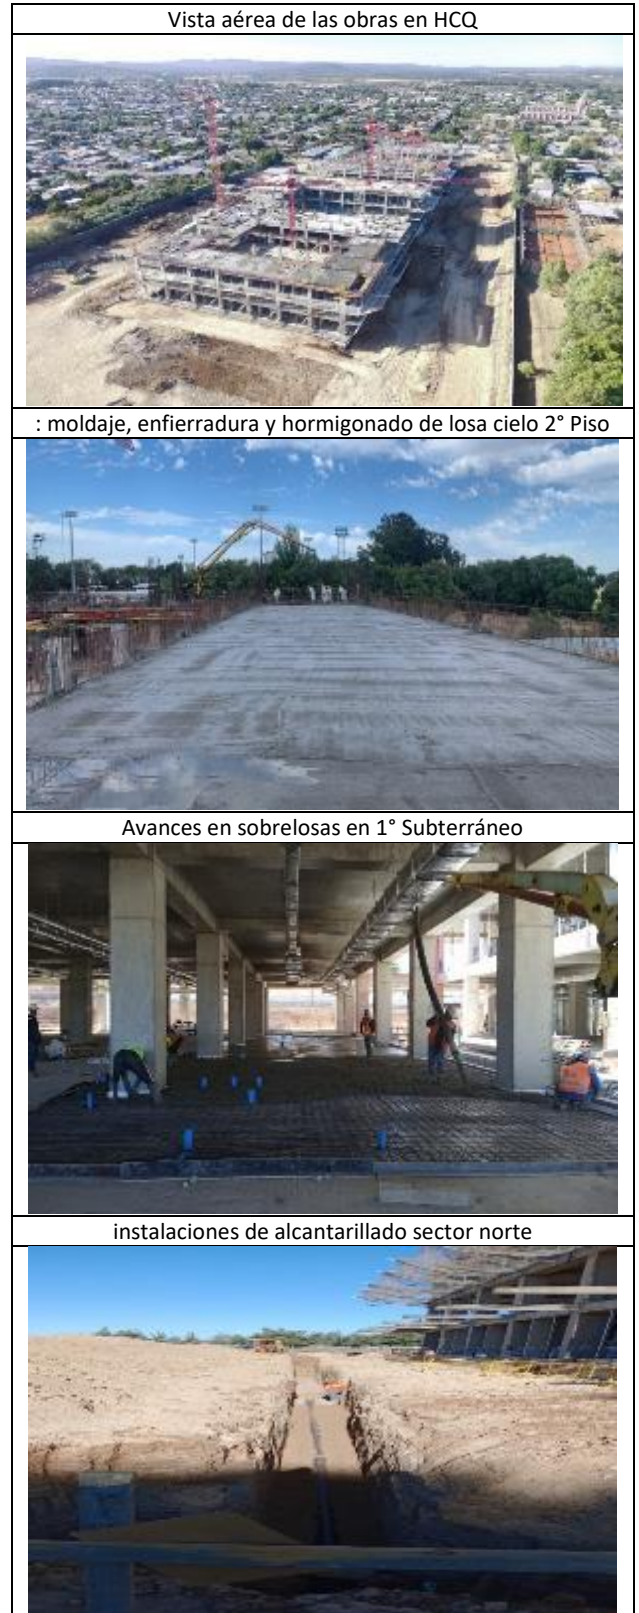 Vista aérea de las obras en HCQ
: moldaje, enfierradura y hormigonado de losa cielo 2° Piso
Avances en sobrelosas en 1° Subterráneo
instalaciones de alcantarillado sector norte